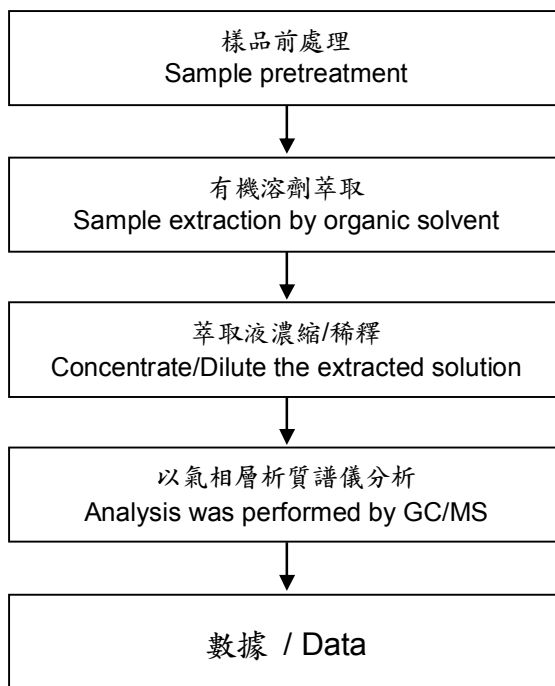 樣品前處理
Sample pretreatment
有機溶劑萃取
Sample extraction by organic solvent
萃取液濃縮/稀釋
Concentrate/Dilute the extracted solution
以氣相層析質譜儀分析
Analysis was performed by GC/MS
數據 / Data